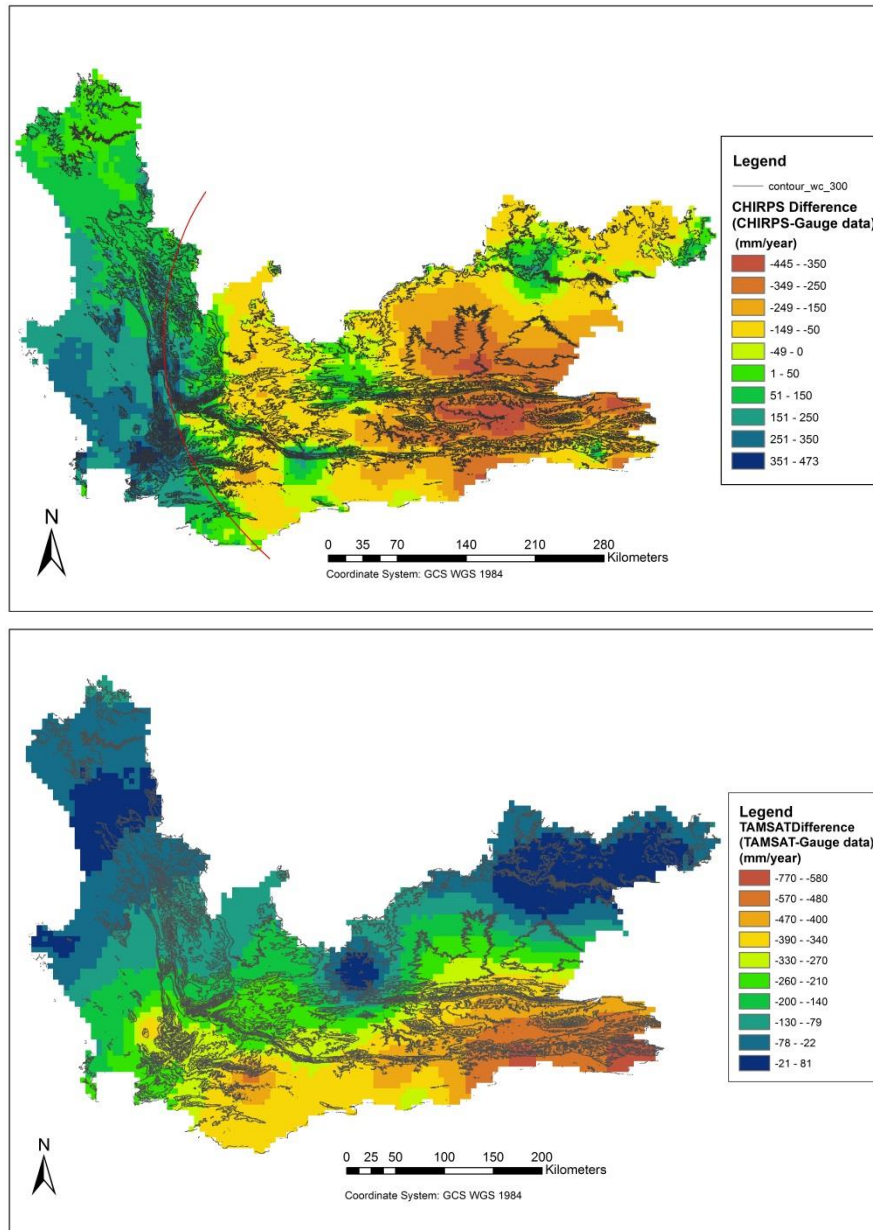 Legend
contour_wc_300
CHIRPS Difference
(CHIRPS-Gauge data)
(mm/year)
-445 - -350
-349 - -250
-249 - -150
-149 - -50
-49 - 0
1 - 50
51 - 150
151 - 250
251 - 350
351 - 473
N
0 35 70 140 210 280
Kilometers
Coordinate System: GCS WGS 1984
Legend
TAMSATDifference
(TAMSAT-Gauge data)
(mm/year)
-770 - -580
-570 - -480
-470 - -400
-390 - -340
-330 - -270
-260 - -210
-200 - -140
-130 - -79
-78 - -22
-21 - 81
N
0 25 50 100 150 200
Kilometers
Coordinate System: GCS WGS 1984